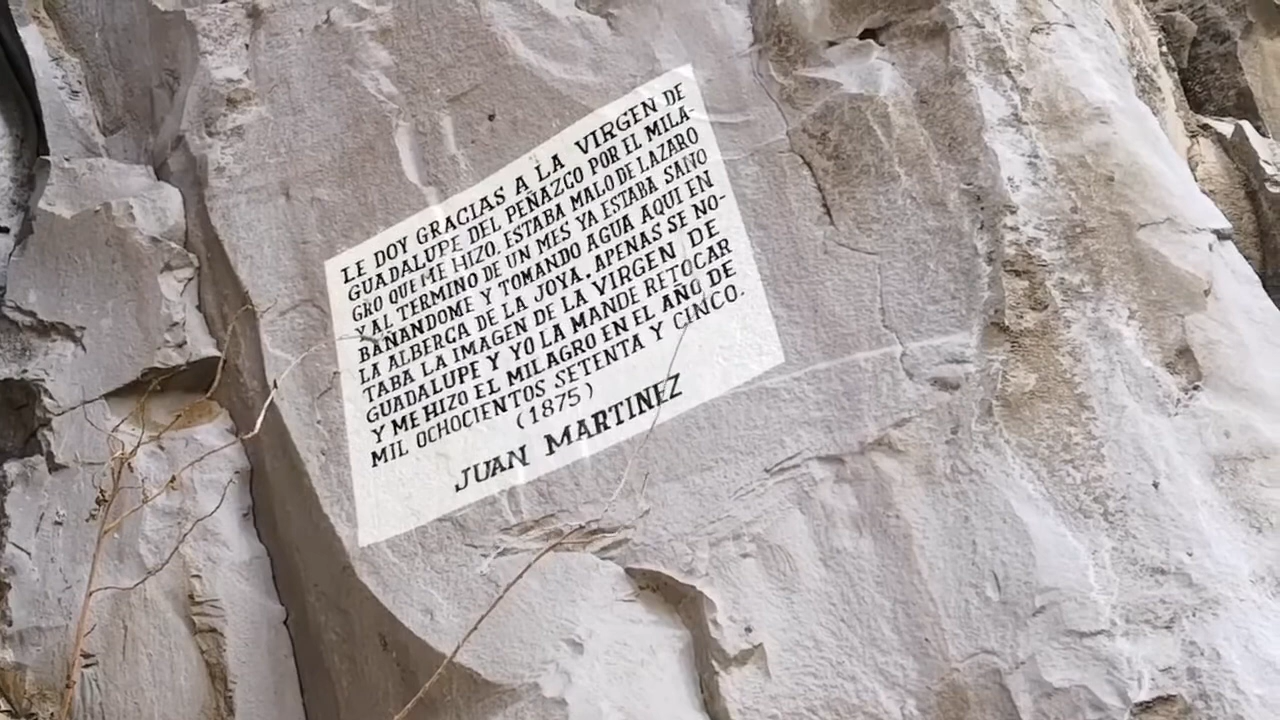 LE DOY GRACIAS A LA VIRGEN DE
GUADALUPE DEL PEÑAZCO POR EL MILA-
GRO QUE ME HIZO, ESTABA MALO DE LAZARO
Y AL TERMINO DE UN MES YA ESTABA SANO
BAÑANDOME Y TOMANDO AGUA AQUI EN
LA ALBERCA DE LA JOYA. APENAS SE NO-
TABA LA IMAGEN DE LA VIRGEN DE
GUADALUPE Y YO LA MANDE RETOCAR
Y ME HIZO EL MILAGRO EN EL AÑO DE
MIL OCHOCIENTOS SETENTA Y CINCO.
(1875)
JUAN MARTINEZ